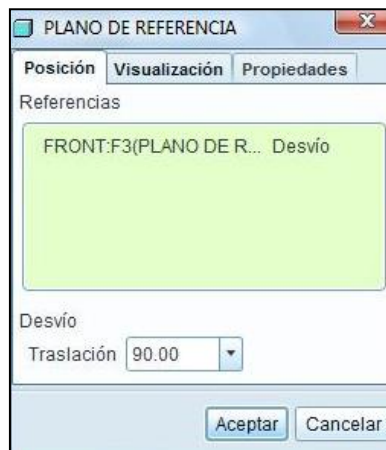 PLANO DE REFERENCIA
Posición Visualización Propiedades
Referencias
FRONT:F3(PLANO DE R... Desvío
Desvío
Traslación 90.00
Aceptar Cancelar